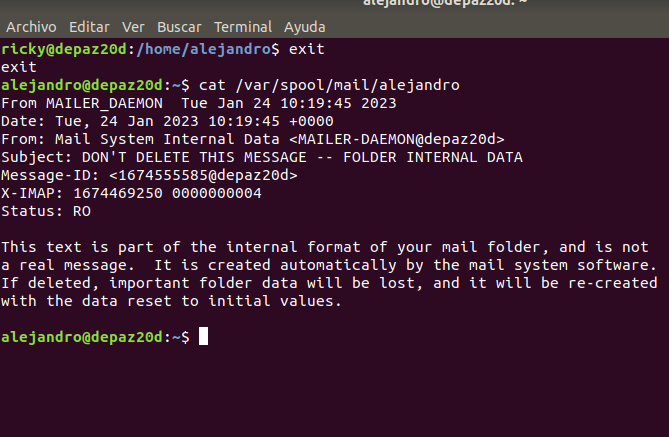 alejandro@depaz20d: ~
Archivo Editar Ver Buscar Terminal Ayuda
ricky@depaz20d:/home/alejandro$ exit
exit
alejandro@depaz20d:~$ cat /var/spool/mail/alejandro
From MAILER_DAEMON  Tue Jan 24 10:19:45 2023
Date: Tue, 24 Jan 2023 10:19:45 +0000
From: Mail System Internal Data <MAILER-DAEMON@depaz20d>
Subject: DON'T DELETE THIS MESSAGE -- FOLDER INTERNAL DATA
Message-ID: <1674555585@depaz20d>
X-IMAP: 1674469250 0000000004
Status: RO
This text is part of the internal format of your mail folder, and is not
a real message.  It is created automatically by the mail system software.
If deleted, important folder data will be lost, and it will be re-created
with the data reset to initial values.
alejandro@depaz20d:~$